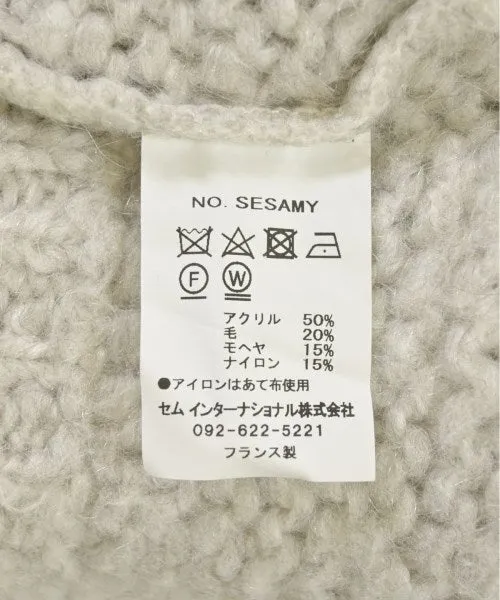 NO. SESAMY
F W
アクリル 50%
毛 20%
モヘヤ 15%
ナイロン 15%
●アイロンはあて布使用
セム インターナショナル株式会社
092-622-5221
フランス製